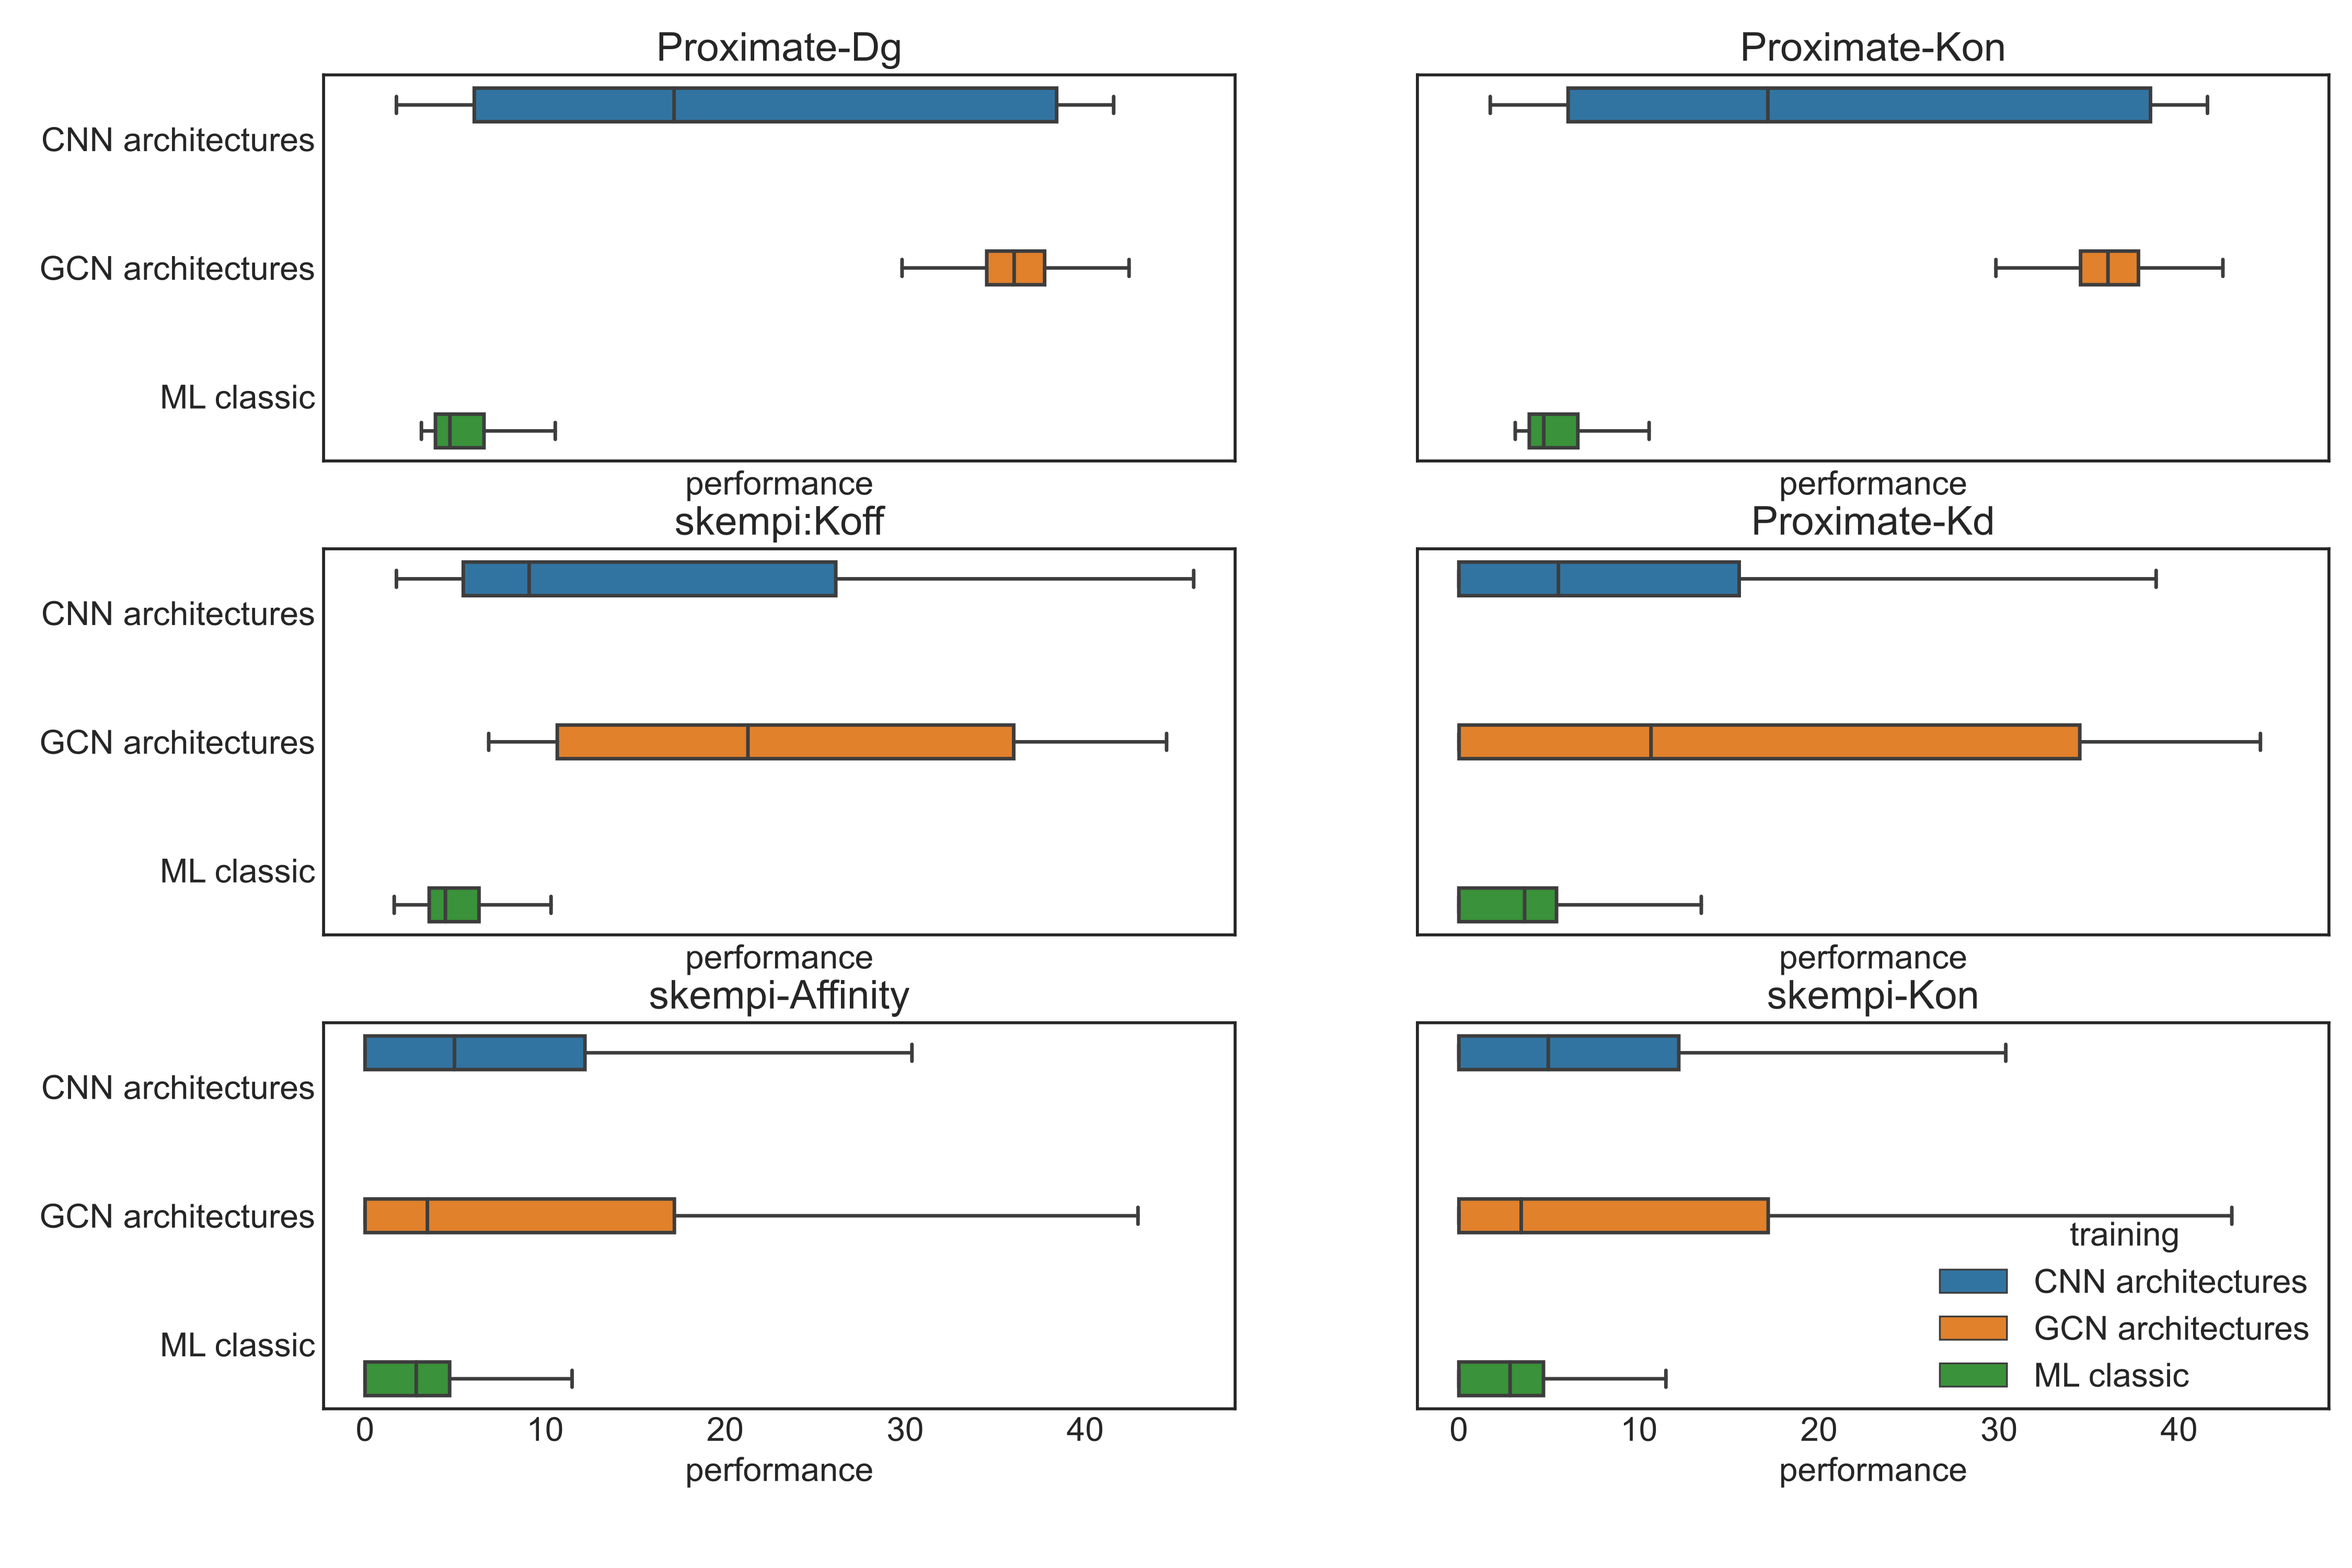 Proximate-Dg
Proximate-Kon
CNN architectures
GCN architectures
ML classic
performance
performance
skempi:Koff
Proximate-Kd
CNN architectures
GCN architectures
ML classic
performance
performance
skempi-Affinity
skempi-Kon
CNN architectures
GCN architectures
ML classic
training
CNN architectures
GCN architectures
ML classic
0 10 20 30 40
0 10 20 30 40
performance
performance